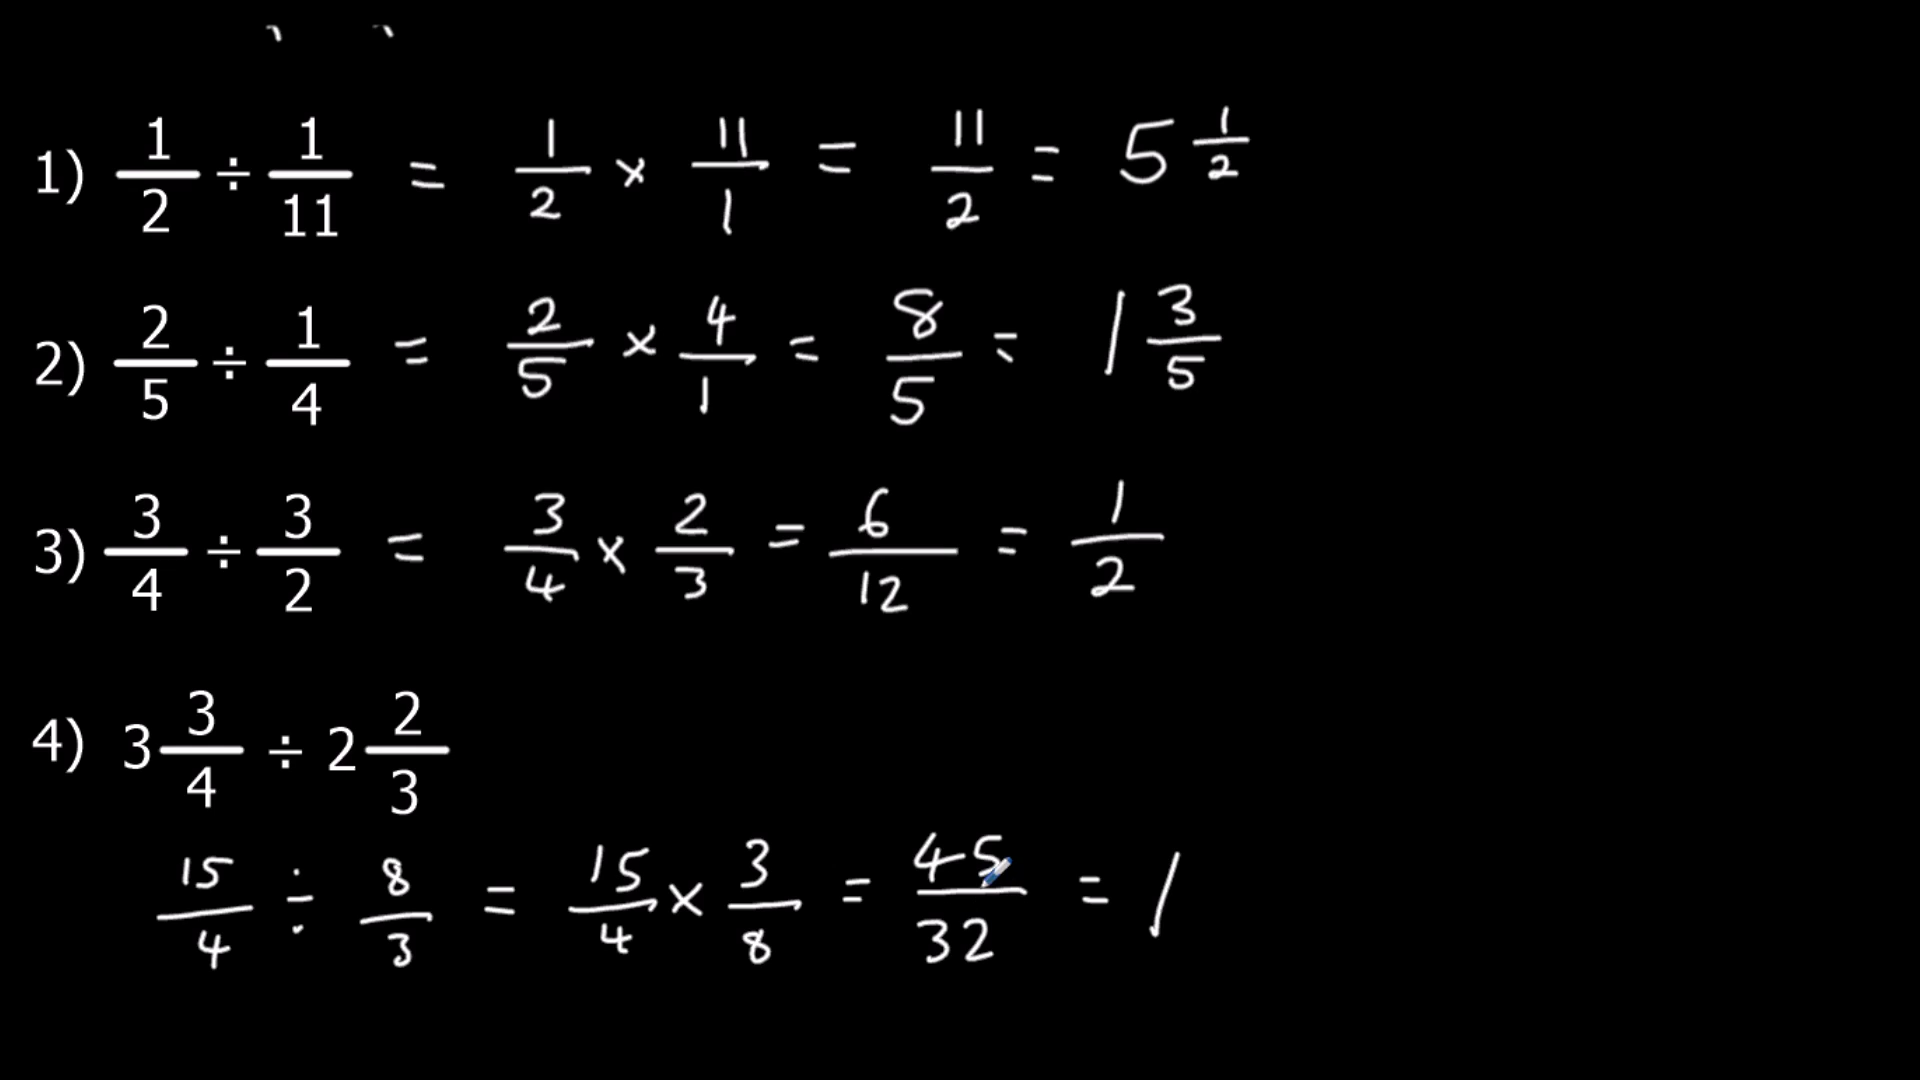 1) 1/2 ÷ 1/11 = 1/2 × 11/1 = 11/2 = 5 1/2
2) 2/5 ÷ 1/4 = 2/5 × 4/1 = 8/5 = 1 3/5
3) 3/4 ÷ 3/2 = 3/4 × 2/3 = 6/12 = 1/2
4) 3 3/4 ÷ 2 2/3
15/4 ÷ 8/3 = 15/4 × 3/8 = 45/32 = 1